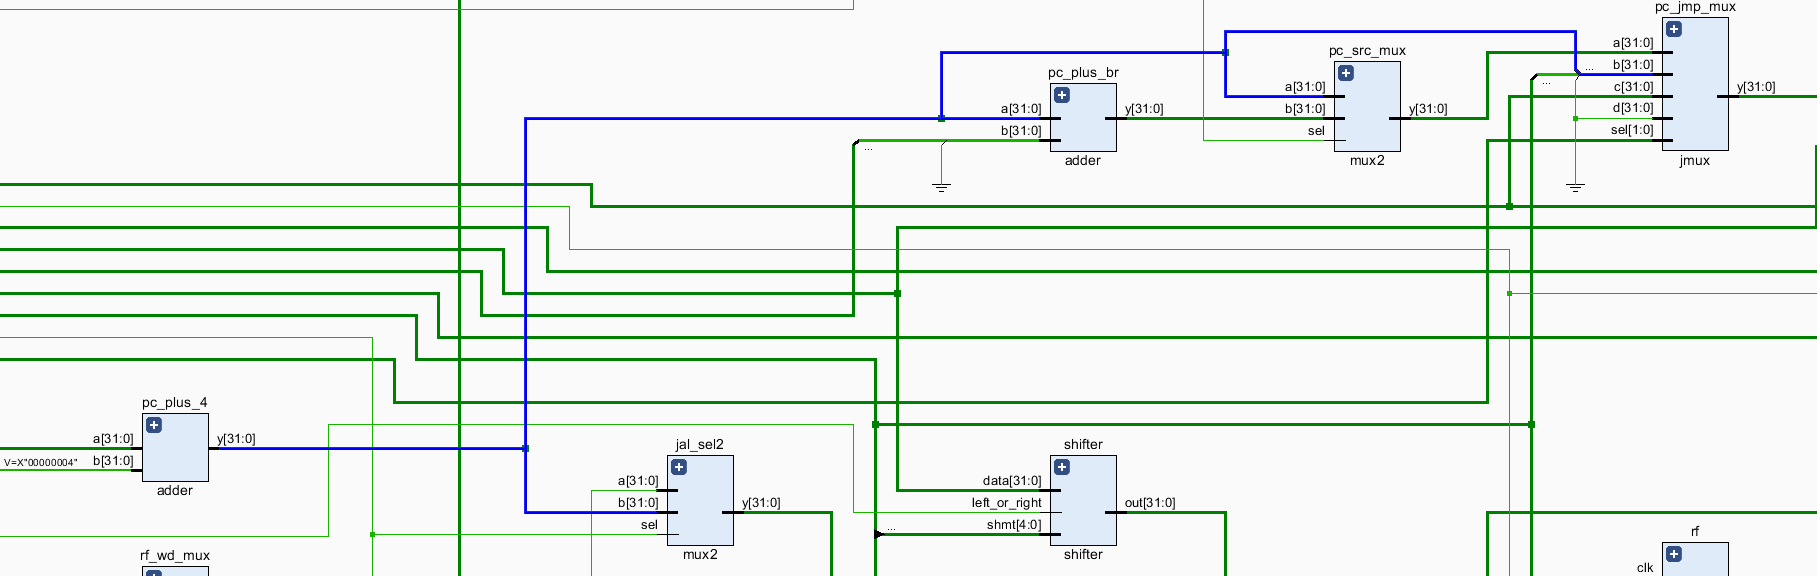 pc_jmp_mux
a[31:0]
b[31:0]
c[31:0]
d[31:0]
sel[1:0]
y[31:0]
jmux
...
...
pc_src_mux
a[31:0]
b[31:0]
sel
y[31:0]
mux2
pc_plus_br
a[31:0]
b[31:0]
y[31:0]
adder
...
pc_plus_4
a[31:0]
V=X"00000004"
b[31:0]
y[31:0]
adder
jal_sel2
a[31:0]
b[31:0]
sel
y[31:0]
mux2
shifter
data[31:0]
left_or_right
shmt[4:0]
out[31:0]
shifter
...
rf_wd_mux
rf
clk